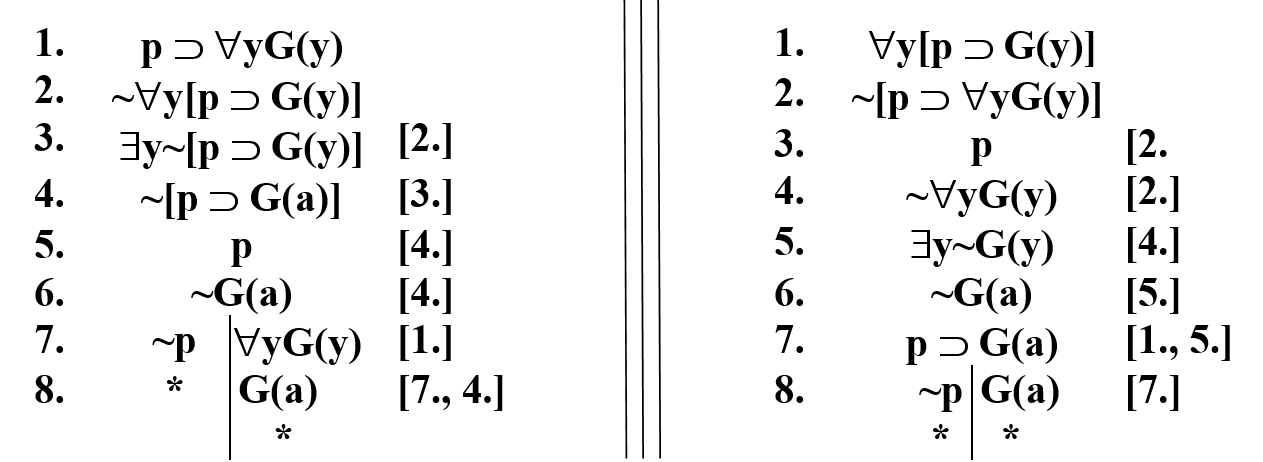 1. p ⊃ ∀yG(y)
2. ~∀y[p ⊃ G(y)]
3. ∃y~[p ⊃ G(y)] [2.]
4. ~[p ⊃ G(a)] [3.]
5. p [4.]
6. ~G(a) [4.]
7. ~p ∀yG(y) [1.]
8. * G(a) [7., 4.]
*
1. ∀y[p ⊃ G(y)]
2. ~[p ⊃ ∀yG(y)]
3. p [2.
4. ~∀yG(y) [2.]
5. ∃y~G(y) [4.]
6. ~G(a) [5.]
7. p ⊃ G(a) [1., 5.]
8. ~p G(a) [7.]
* *